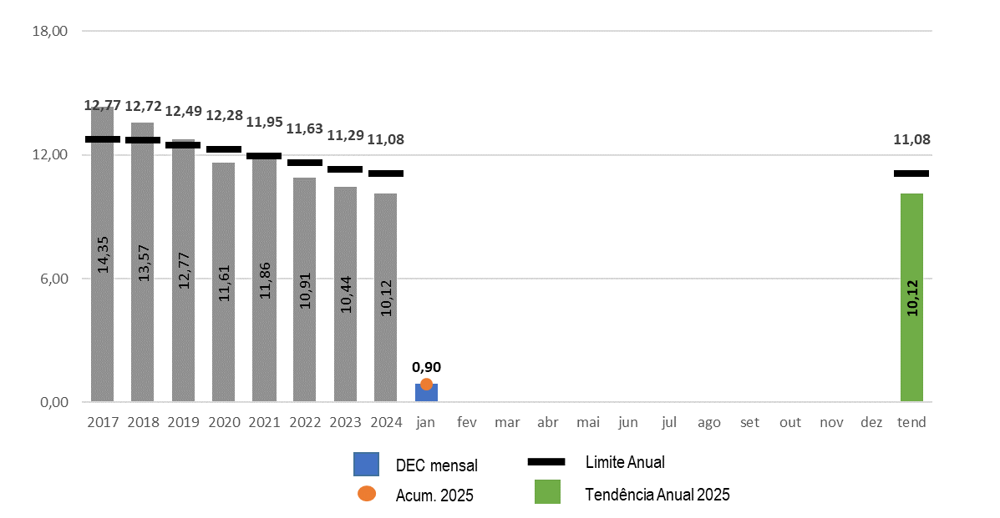 18,00
12,77 12,72 12,49 12,28 11,95 11,63 11,29 11,08 11,08
12,00
14,35 13,57 12,77 11,61 11,86 10,91 10,44 10,12 10,12
6,00
0,90
0,00
2017 2018 2019 2020 2021 2022 2023 2024 jan fev mar abr mai jun jul ago set out nov dez tend
DEC mensal Limite Anual
Acum. 2025 Tendência Anual 2025